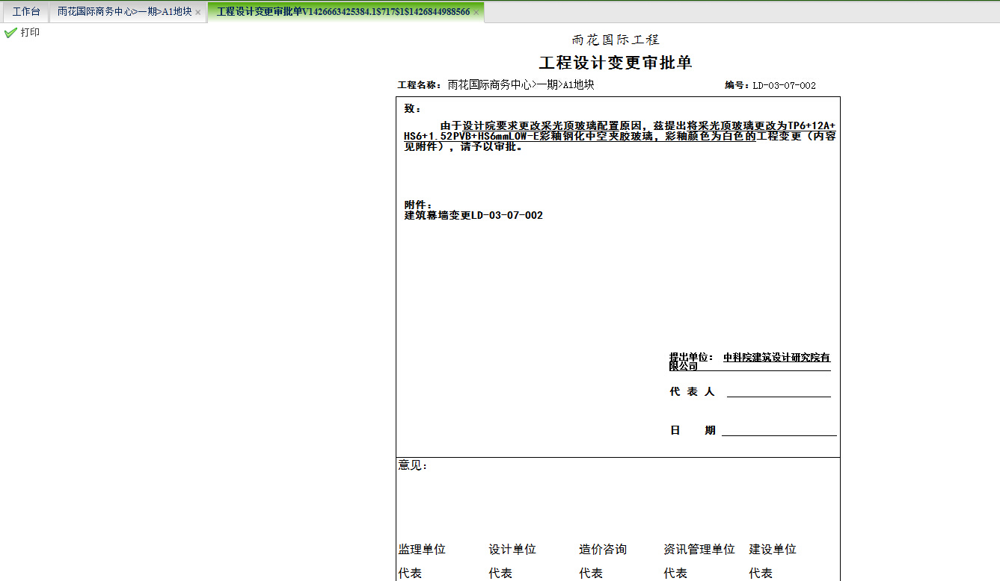 工作台 雨花国际商务中心>一期>A1地块 × 工程设计变更审批单V1426663425384.1$717$1$1426844988566 ×
打印
雨花国际工程
工程设计变更审批单
工程名称： 雨花国际商务中心>一期>A1地块 编号：LD-03-07-002
致：
由于设计院要求更改采光顶玻璃配置原因，兹提出将采光顶玻璃更改为TP6+12A+
HS6+1.52PVB+HS6mmLOW-E彩釉钢化中空夹胶玻璃，彩釉颜色为白色的工程变更（内容
见附件），请予以审批。
附件：
建筑幕墙变更LD-03-07-002
提出单位： 中科院建筑设计研究院有
限公司
代 表 人
日 期
意见：
监理单位 设计单位 造价咨询 资讯管理单位 建设单位
代表 代表 代表 代表 代表